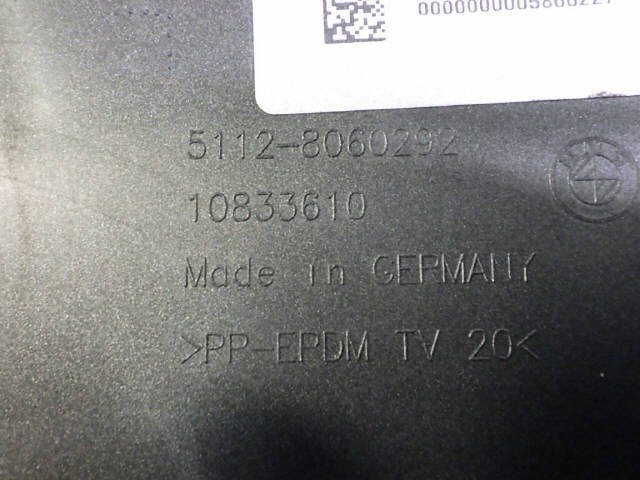 5112-8060292
10833610
Made in GERMANY
>PP-EPDM TV 20<